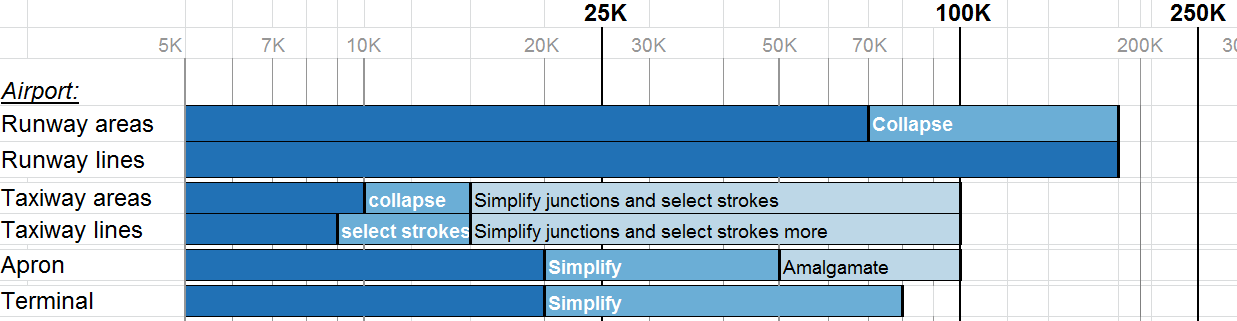 25K 100K 250K
5K 7K 10K 20K 30K 50K 70K 200K
Airport:
Runway areas Collapse
Runway lines
Taxiway areas collapse Simplify junctions and select strokes
Taxiway lines select strokes Simplify junctions and select strokes more
Apron Simplify Amalgamate
Terminal Simplify